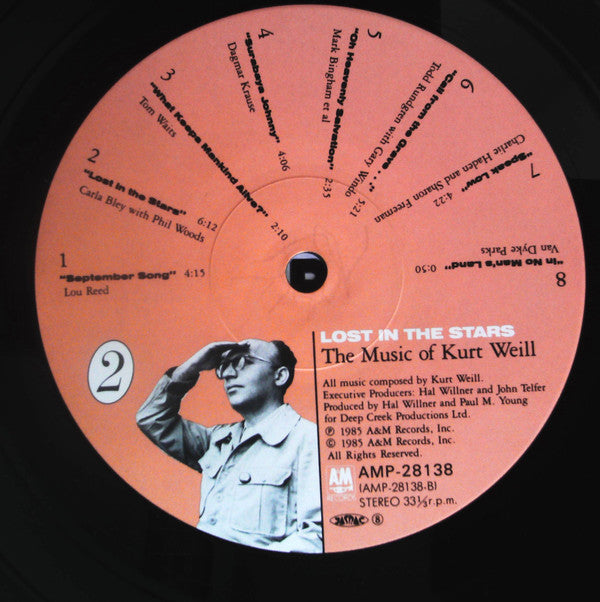 1
"September Song" 4:15
Lou Reed
2
"Lost in the Stars" 6:12
Carla Bley with Phil Woods
3
"What Keeps Mankind Alive?" 2:10
Tom Waits
4
"Surabaya Johnny" 4:06
Dagmar Krause
5
"Oh Heavenly Salvation" 2:35
Mark Bingham et al
6
"Call from the Grave..." 5:21
Todd Rundgren with Gary Windo
7
"Speak Low" 4:22
Charlie Haden and Sharon Freeman
8
"In No Man's Land" 0:50
Van Dyke Parks
2
LOST IN THE STARS
The Music of Kurt Weill
All music composed by Kurt Weill.
Executive Producers: Hal Willner and John Telfer
Produced by Hal Willner and Paul M. Young
for Deep Creek Productions Ltd.
℗ 1985 A&M Records, Inc.
© 1985 A&M Records, Inc.
All Rights Reserved.
A&M
RECORDS
AMP-28138
(AMP-28138-B)
STEREO 33⅓r.p.m.
JASRAC 8